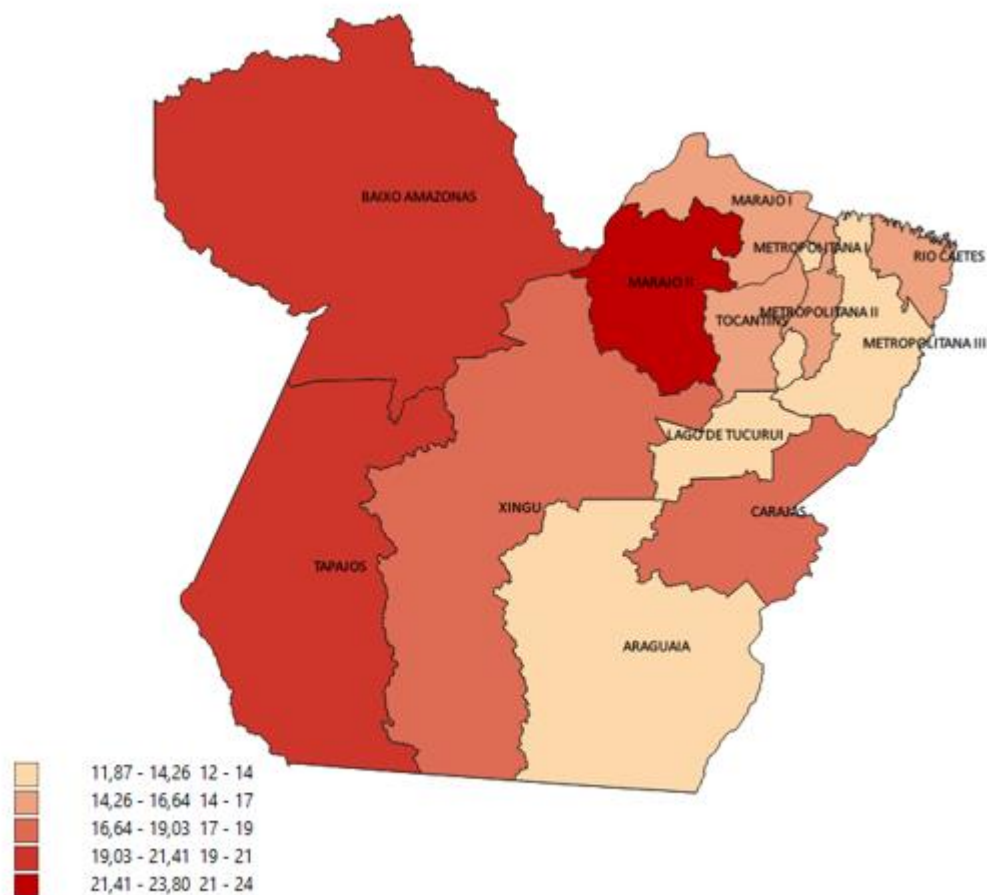 BAIXO AMAZONAS
MARAJO I
METROPOLITANA I
RIO CAETES
MARAJO II
METROPOLITANA II
TOCANTINS
METROPOLITANA III
LAGO DE TUCURUI
XINGU
CARAJAS
TAPAJOS
ARAGUAIA
11,87 - 14,26 12 - 14
14,26 - 16,64 14 - 17
16,64 - 19,03 17 - 19
19,03 - 21,41 19 - 21
21,41 - 23,80 21 - 24